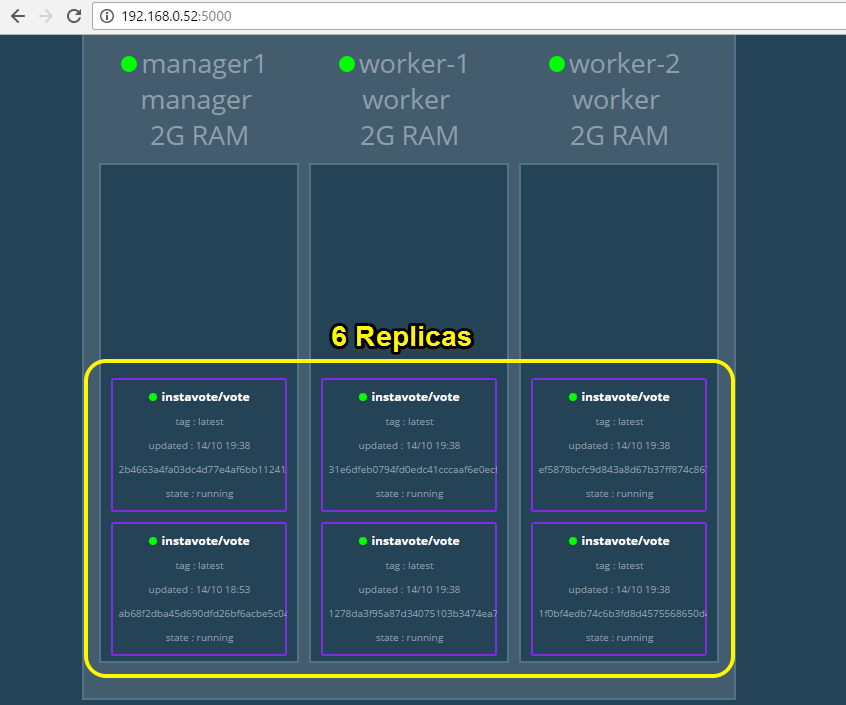 192.168.0.52:5000
manager1
manager
2G RAM
worker-1
worker
2G RAM
worker-2
worker
2G RAM
6 Replicas
instavote/vote
tag : latest
updated : 14/10 19:38
2b4663a4fa03dc4d77e4af6bb11241
state : running
instavote/vote
tag : latest
updated : 14/10 18:53
ab68f2dba45d690dfd26bf6acbe5c04
state : running
instavote/vote
tag : latest
updated : 14/10 19:38
31e6dfeb0794fd0edc41cccaaf6e0ecf
state : running
instavote/vote
tag : latest
updated : 14/10 19:38
1278da3f95a87d34075103b3474ea7
state : running
instavote/vote
tag : latest
updated : 14/10 19:38
ef5878bcfc9d843a8d67b37ff874c86
state : running
instavote/vote
tag : latest
updated : 14/10 19:38
1f0bf4edb74c6b3fd8d4575568650d
state : running